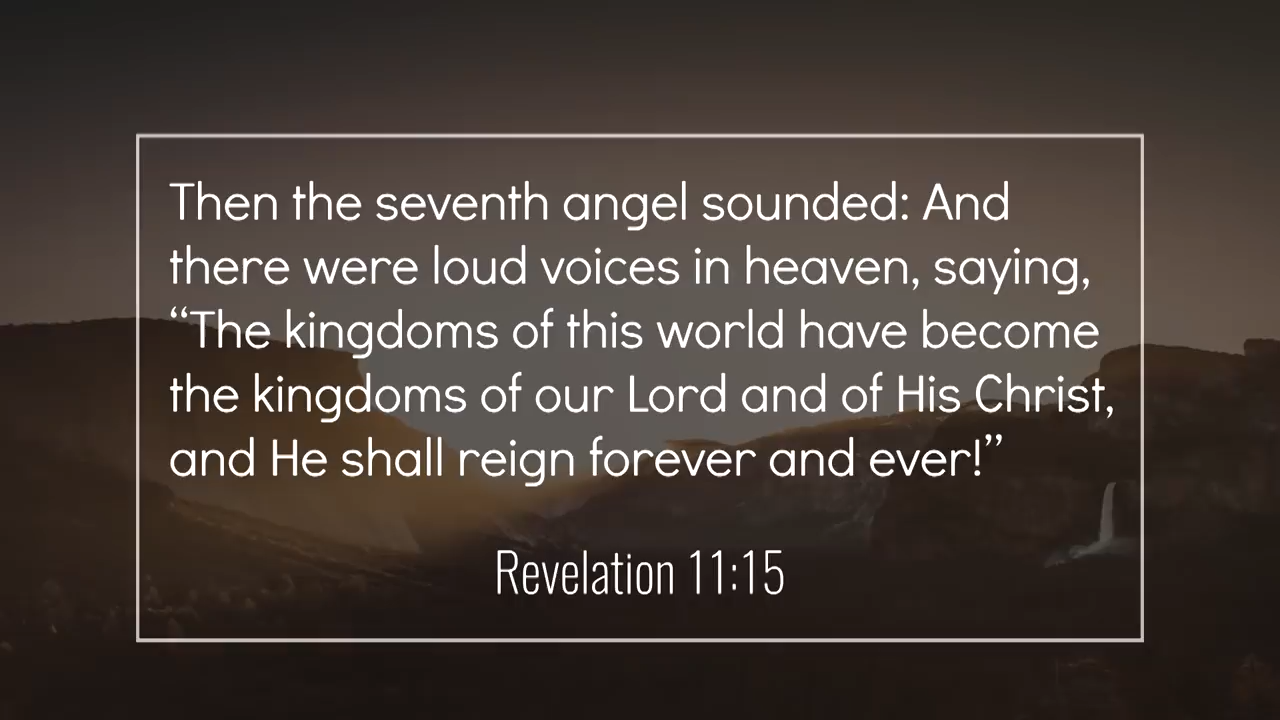 Then the seventh angel sounded: And
there were loud voices in heaven, saying,
“The kingdoms of this world have become
the kingdoms of our Lord and of His Christ,
and He shall reign forever and ever!”
Revelation 11:15